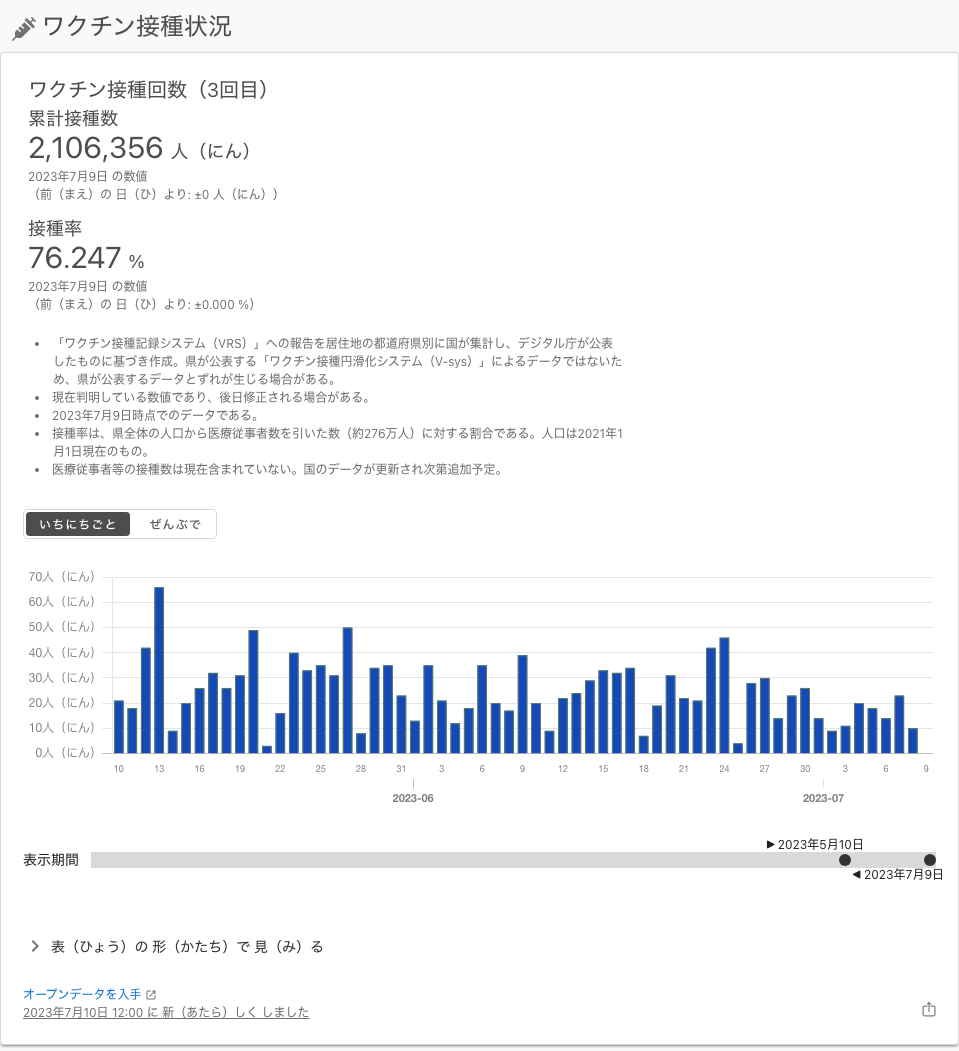 ワクチン接種状況
ワクチン接種回数（3回目）
累計接種数
2,106,356 人（にん）
2023年7月9日 の数値
（前（まえ）の 日（ひ）より: ±0 人（にん））
接種率
76.247 %
2023年7月9日 の数値
（前（まえ）の 日（ひ）より: ±0.000 %）
• 「ワクチン接種記録システム（VRS）」への報告を居住地の都道府県別に国が集計し、デジタル庁が公表
したものに基づき作成。県が公表する「ワクチン接種円滑化システム（V-sys）」によるデータではないた
め、県が公表するデータとずれが生じる場合がある。
• 現在判明している数値であり、後日修正される場合がある。
• 2023年7月9日時点でのデータである。
• 接種率は、県全体の人口から医療従事者数を引いた数（約276万人）に対する割合である。人口は2021年1
月1日現在のもの。
• 医療従事者等の接種数は現在含まれていない。国のデータが更新され次第追加予定。
いちにちごと ぜんぶで
70人（にん）
60人（にん）
50人（にん）
40人（にん）
30人（にん）
20人（にん）
10人（にん）
0人（にん）
10 13 16 19 22 25 28 31 3 6 9 12 15 18 21 24 27 30 3 6 9
2023-06 2023-07
▶ 2023年5月10日
表示期間
◀ 2023年7月9日
表（ひょう）の 形（かたち）で 見（み）る
オープンデータを入手
2023年7月10日 12:00 に 新（あたら）しく しました